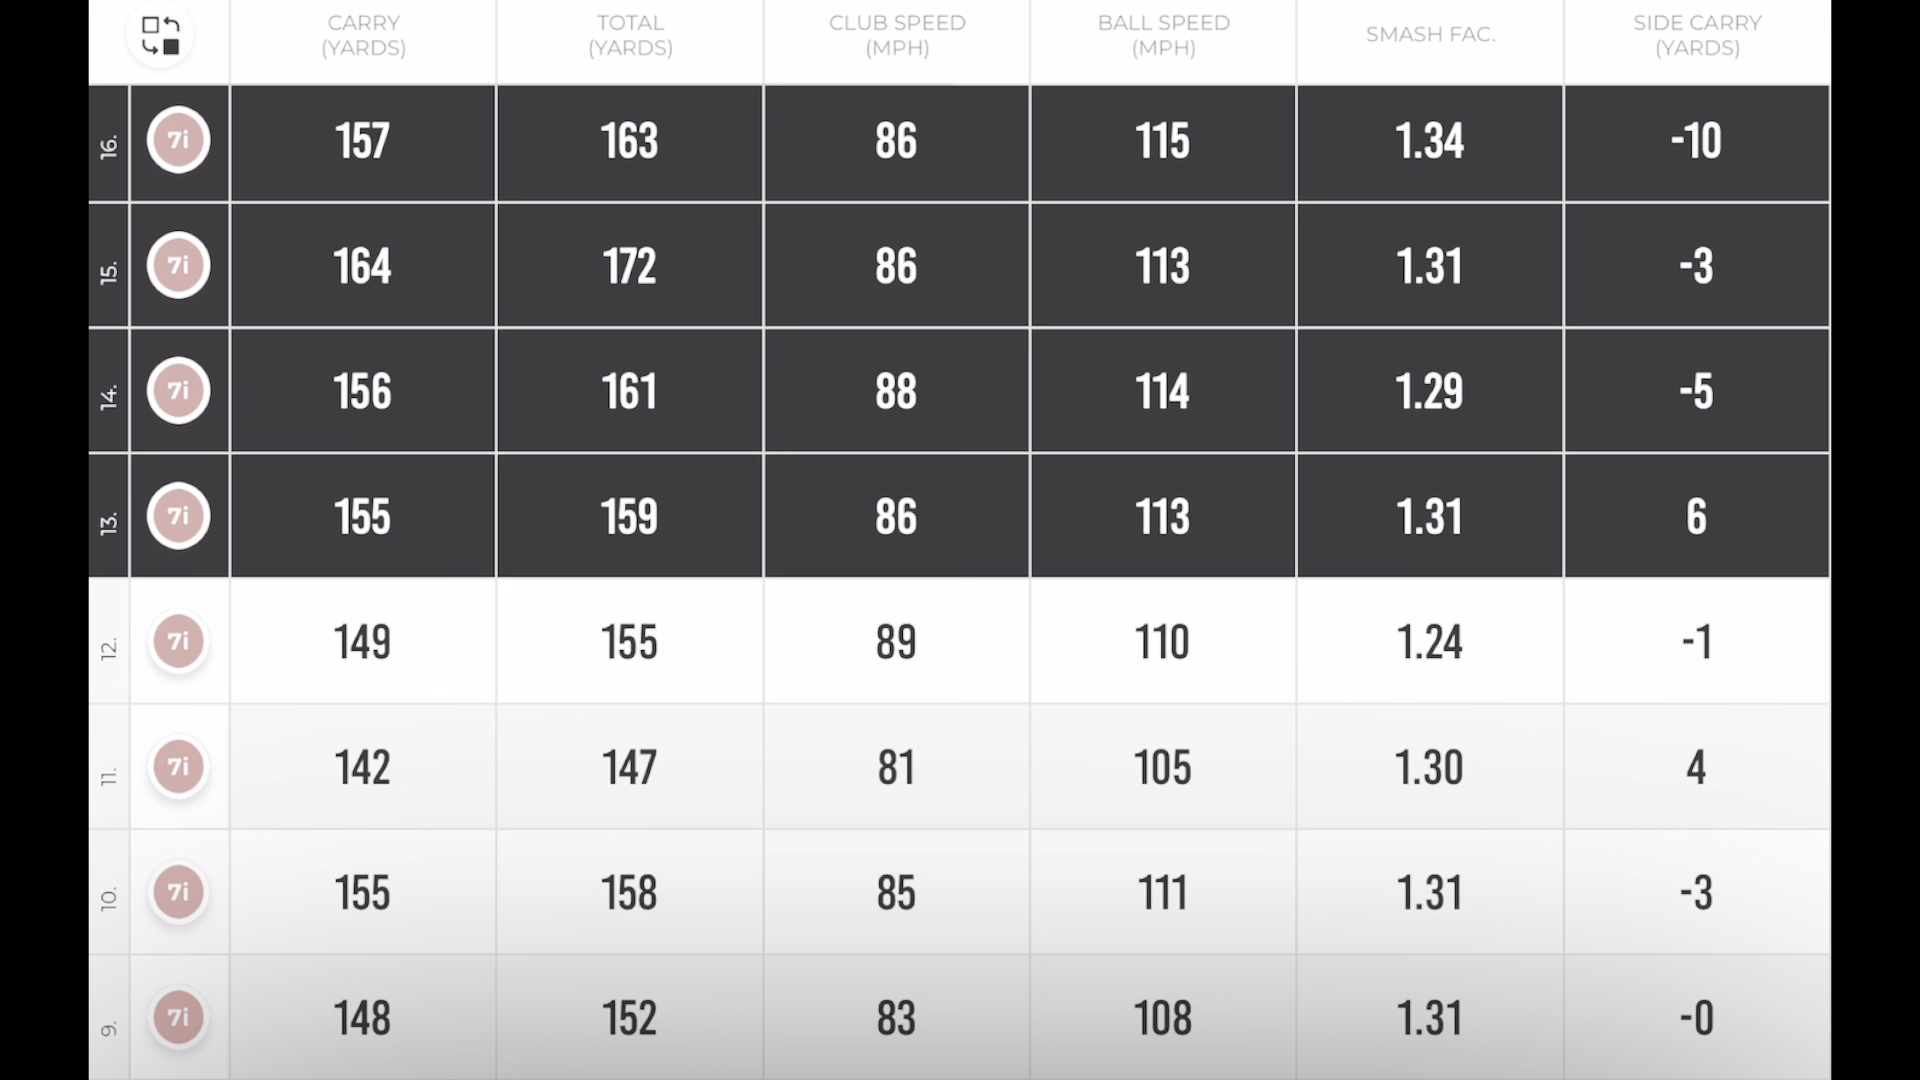 CARRY TOTAL CLUB SPEED BALL SPEED SMASH FAC. SIDE CARRY
(YARDS) (YARDS) (MPH) (MPH) (YARDS)
16. 7i 157 163 86 115 1.34 -10
15. 7i 164 172 86 113 1.31 -3
14. 7i 156 161 88 114 1.29 -5
13. 7i 155 159 86 113 1.31 6
12. 7i 149 155 89 110 1.24 -1
11. 7i 142 147 81 105 1.30 4
10. 7i 155 158 85 111 1.31 -3
9. 7i 148 152 83 108 1.31 -0